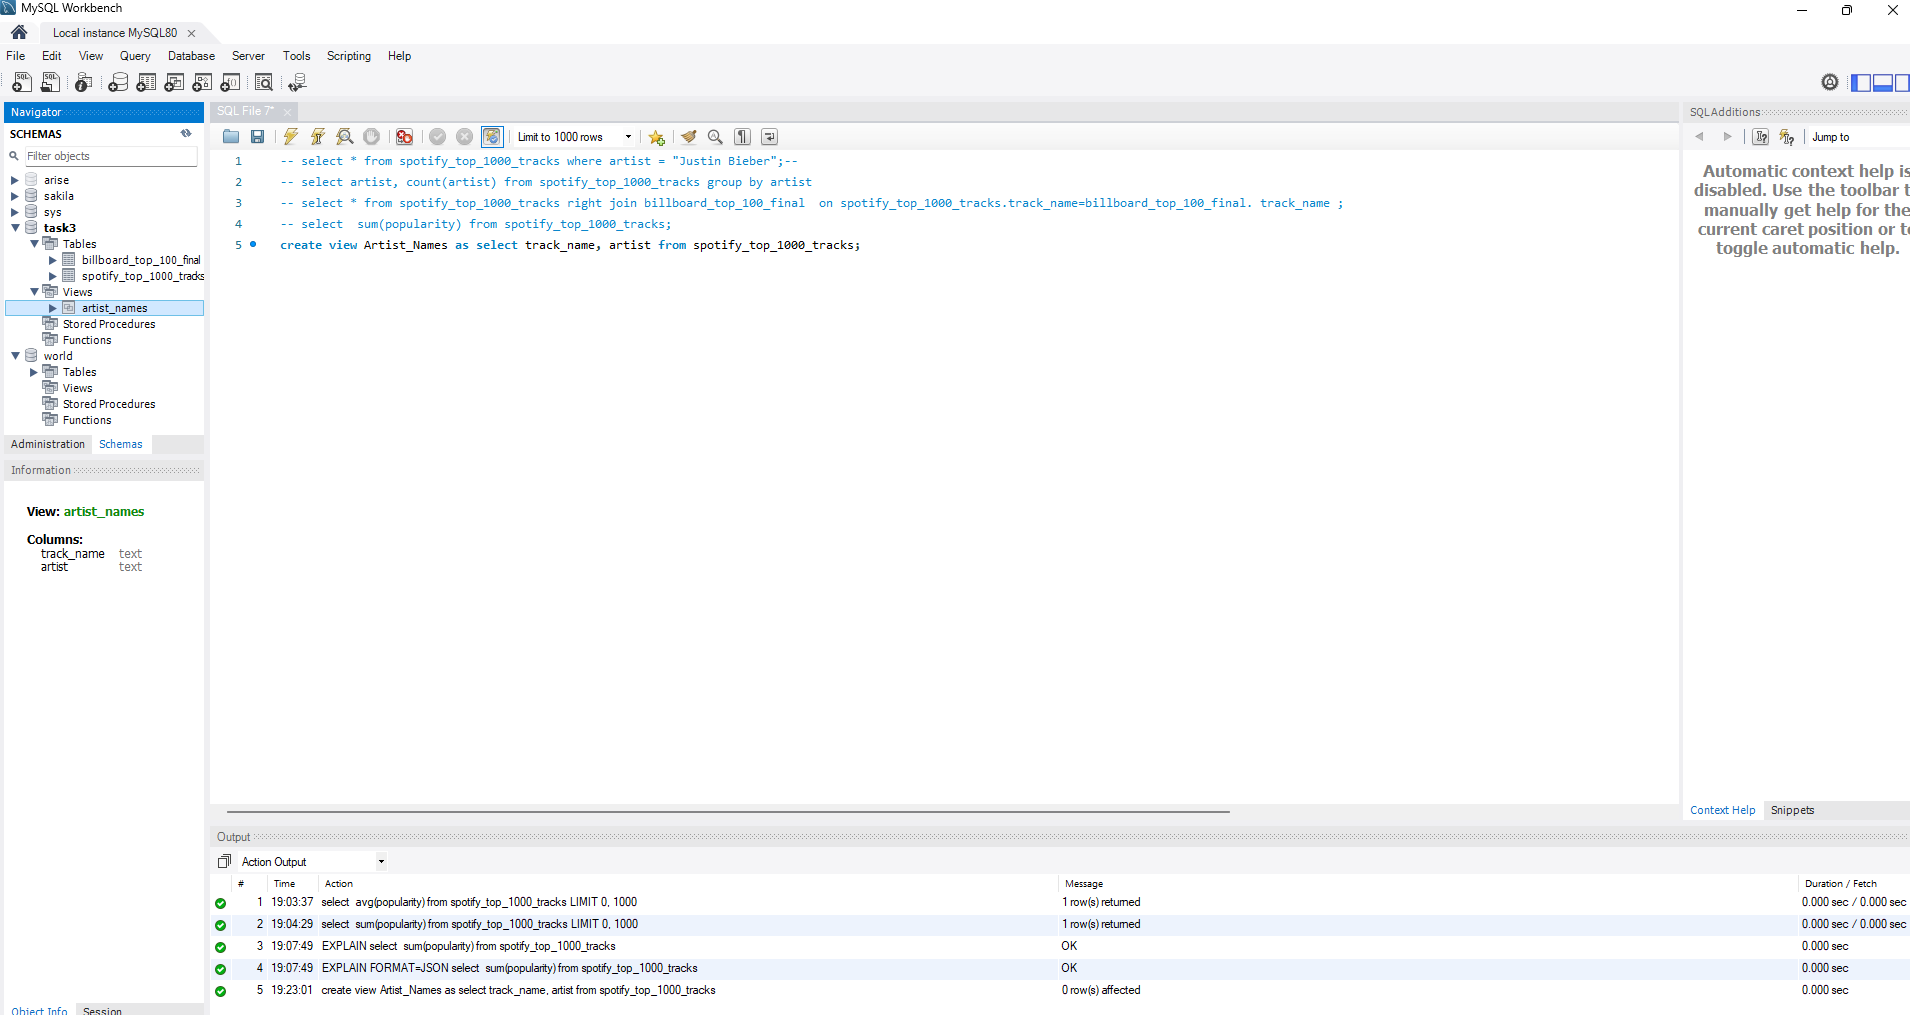 MySQL Workbench
Local instance MySQL80
File Edit View Query Database Server Tools Scripting Help
Navigator
SCHEMAS
Filter objects
arise
sakila
sys
task3
Tables
billboard_top_100_final
spotify_top_1000_tracks
Views
artist_names
Stored Procedures
Functions
world
Tables
Views
Stored Procedures
Functions
Administration Schemas
Information
View: artist_names
Columns:
track_name text
artist text
Object Info Session
SQL File 7*
Limit to 1000 rows
1 -- select * from spotify_top_1000_tracks where artist = "Justin Bieber";--
2 -- select artist, count(artist) from spotify_top_1000_tracks group by artist
3 -- select * from spotify_top_1000_tracks right join billboard_top_100_final  on spotify_top_1000_tracks.track_name=billboard_top_100_final. track_name ;
4 -- select  sum(popularity) from spotify_top_1000_tracks;
5 create view Artist_Names as select track_name, artist from spotify_top_1000_tracks;
SQLAdditions
Jump to
Automatic context help is
disabled. Use the toolbar t
manually get help for the
current caret position or to
toggle automatic help.
Context Help Snippets
Output
Action Output
# Time Action Message Duration / Fetch
1 19:03:37 select  avg(popularity) from spotify_top_1000_tracks LIMIT 0, 1000 1 row(s) returned 0.000 sec / 0.000 sec
2 19:04:29 select  sum(popularity) from spotify_top_1000_tracks LIMIT 0, 1000 1 row(s) returned 0.000 sec / 0.000 sec
3 19:07:49 EXPLAIN select  sum(popularity) from spotify_top_1000_tracks OK 0.000 sec
4 19:07:49 EXPLAIN FORMAT=JSON select  sum(popularity) from spotify_top_1000_tracks OK 0.000 sec
5 19:23:01 create view Artist_Names as select track_name, artist from spotify_top_1000_tracks 0 row(s) affected 0.000 sec